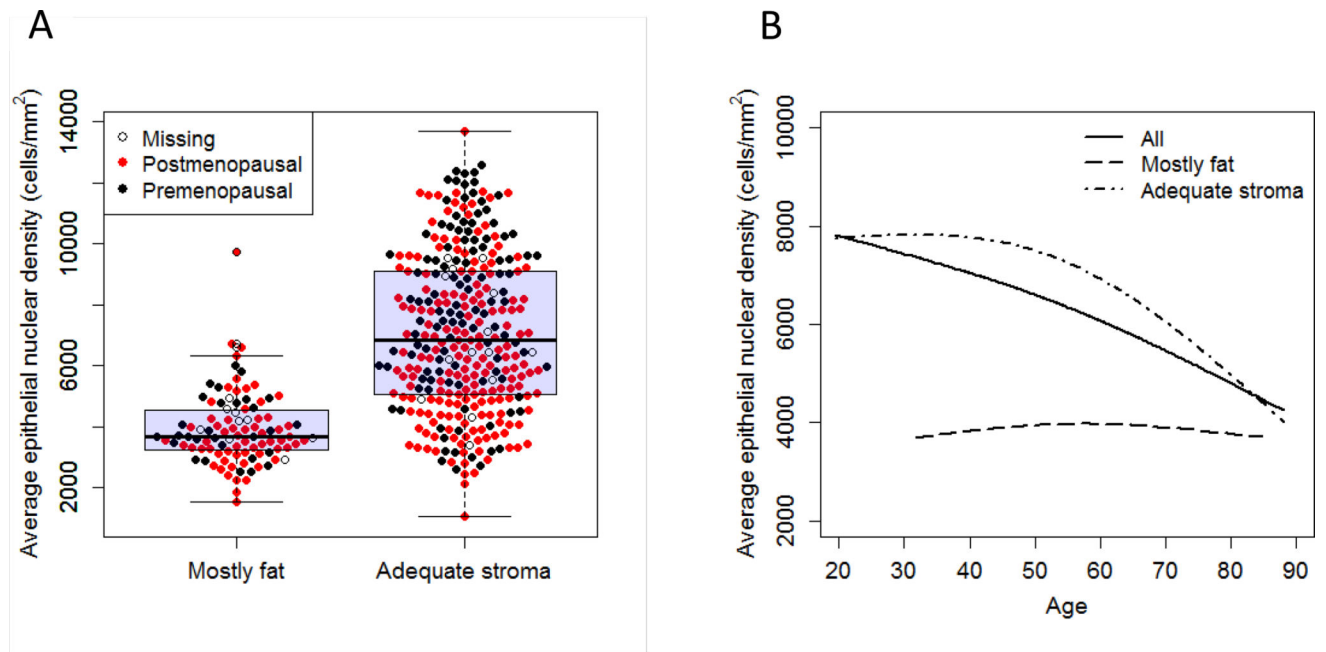 A
Average epithelial nuclear density (cells/mm²)
14000
10000
6000
2000
Missing
Postmenopausal
Premenopausal
Mostly fat
Adequate stroma
B
Average epithelial nuclear density (cells/mm²)
10000
8000
6000
4000
2000
All
Mostly fat
Adequate stroma
20 30 40 50 60 70 80 90
Age